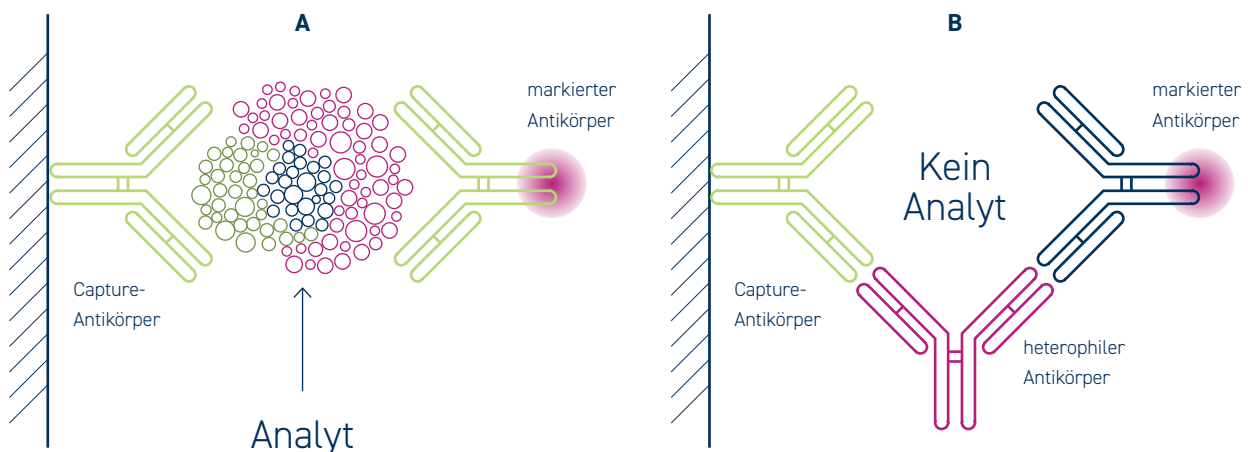 A
markierter
Antikörper
Capture-
Antikörper
Analyt
B
markierter
Antikörper
Kein
Analyt
Capture-
Antikörper
heterophiler
Antikörper